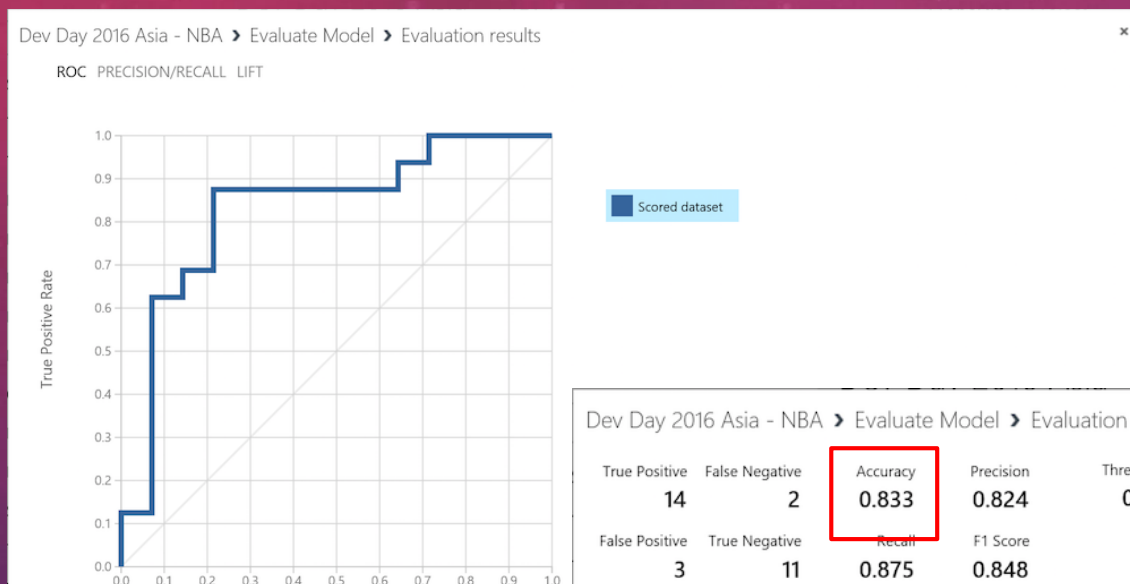 Dev Day 2016 Asia - NBA > Evaluate Model > Evaluation results
×
ROC PRECISION/RECALL LIFT
1.0
0.9
0.8
0.7
0.6
0.5
0.4
0.3
0.2
0.1
0.0
True Positive Rate
0.0 0.1 0.2 0.3 0.4 0.5 0.6 0.7 0.8 0.9 1.0
Scored dataset
Dev Day 2016 Asia - NBA > Evaluate Model > Evaluation
True Positive False Negative Accuracy Precision Thre
14 2 0.833 0.824
False Positive True Negative Recall F1 Score
3 11 0.875 0.848